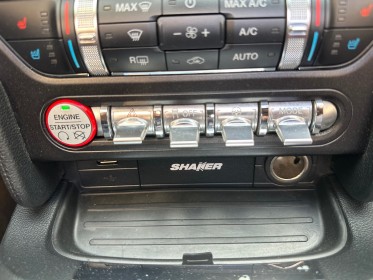 MAX
MAX A/C
A/C
R
AUTO
ENGINE
START/STOP
SHAKER